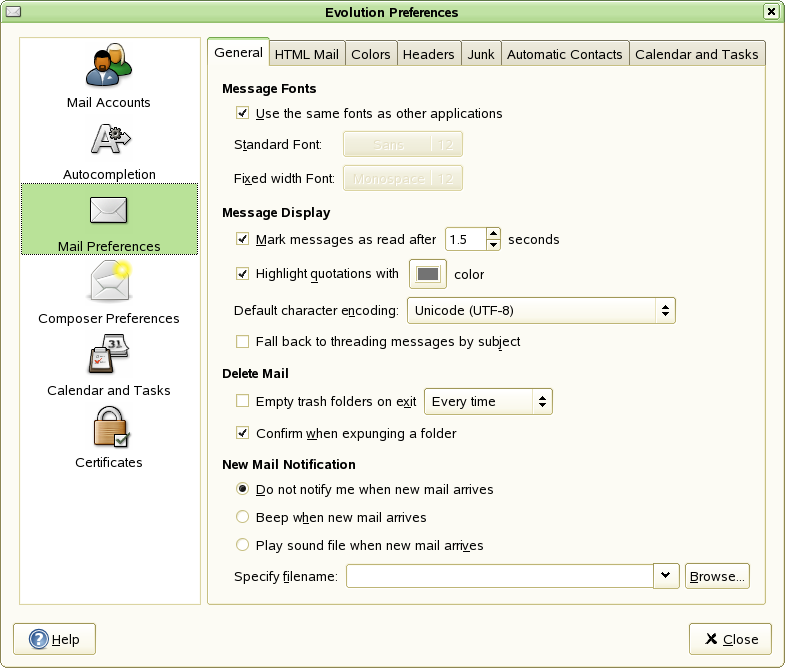 Evolution Preferences
Mail Accounts
Autocompletion
Mail Preferences
Composer Preferences
31
Calendar and Tasks
Certificates
General HTML Mail Colors Headers Junk Automatic Contacts Calendar and Tasks
Message Fonts
Use the same fonts as other applications
Standard Font: Sans 12
Fixed width Font: Monospace 12
Message Display
Mark messages as read after 1.5 seconds
Highlight quotations with color
Default character encoding: Unicode (UTF-8)
Fall back to threading messages by subject
Delete Mail
Empty trash folders on exit Every time
Confirm when expunging a folder
New Mail Notification
Do not notify me when new mail arrives
Beep when new mail arrives
Play sound file when new mail arrives
Specify filename: Browse...
Help Close